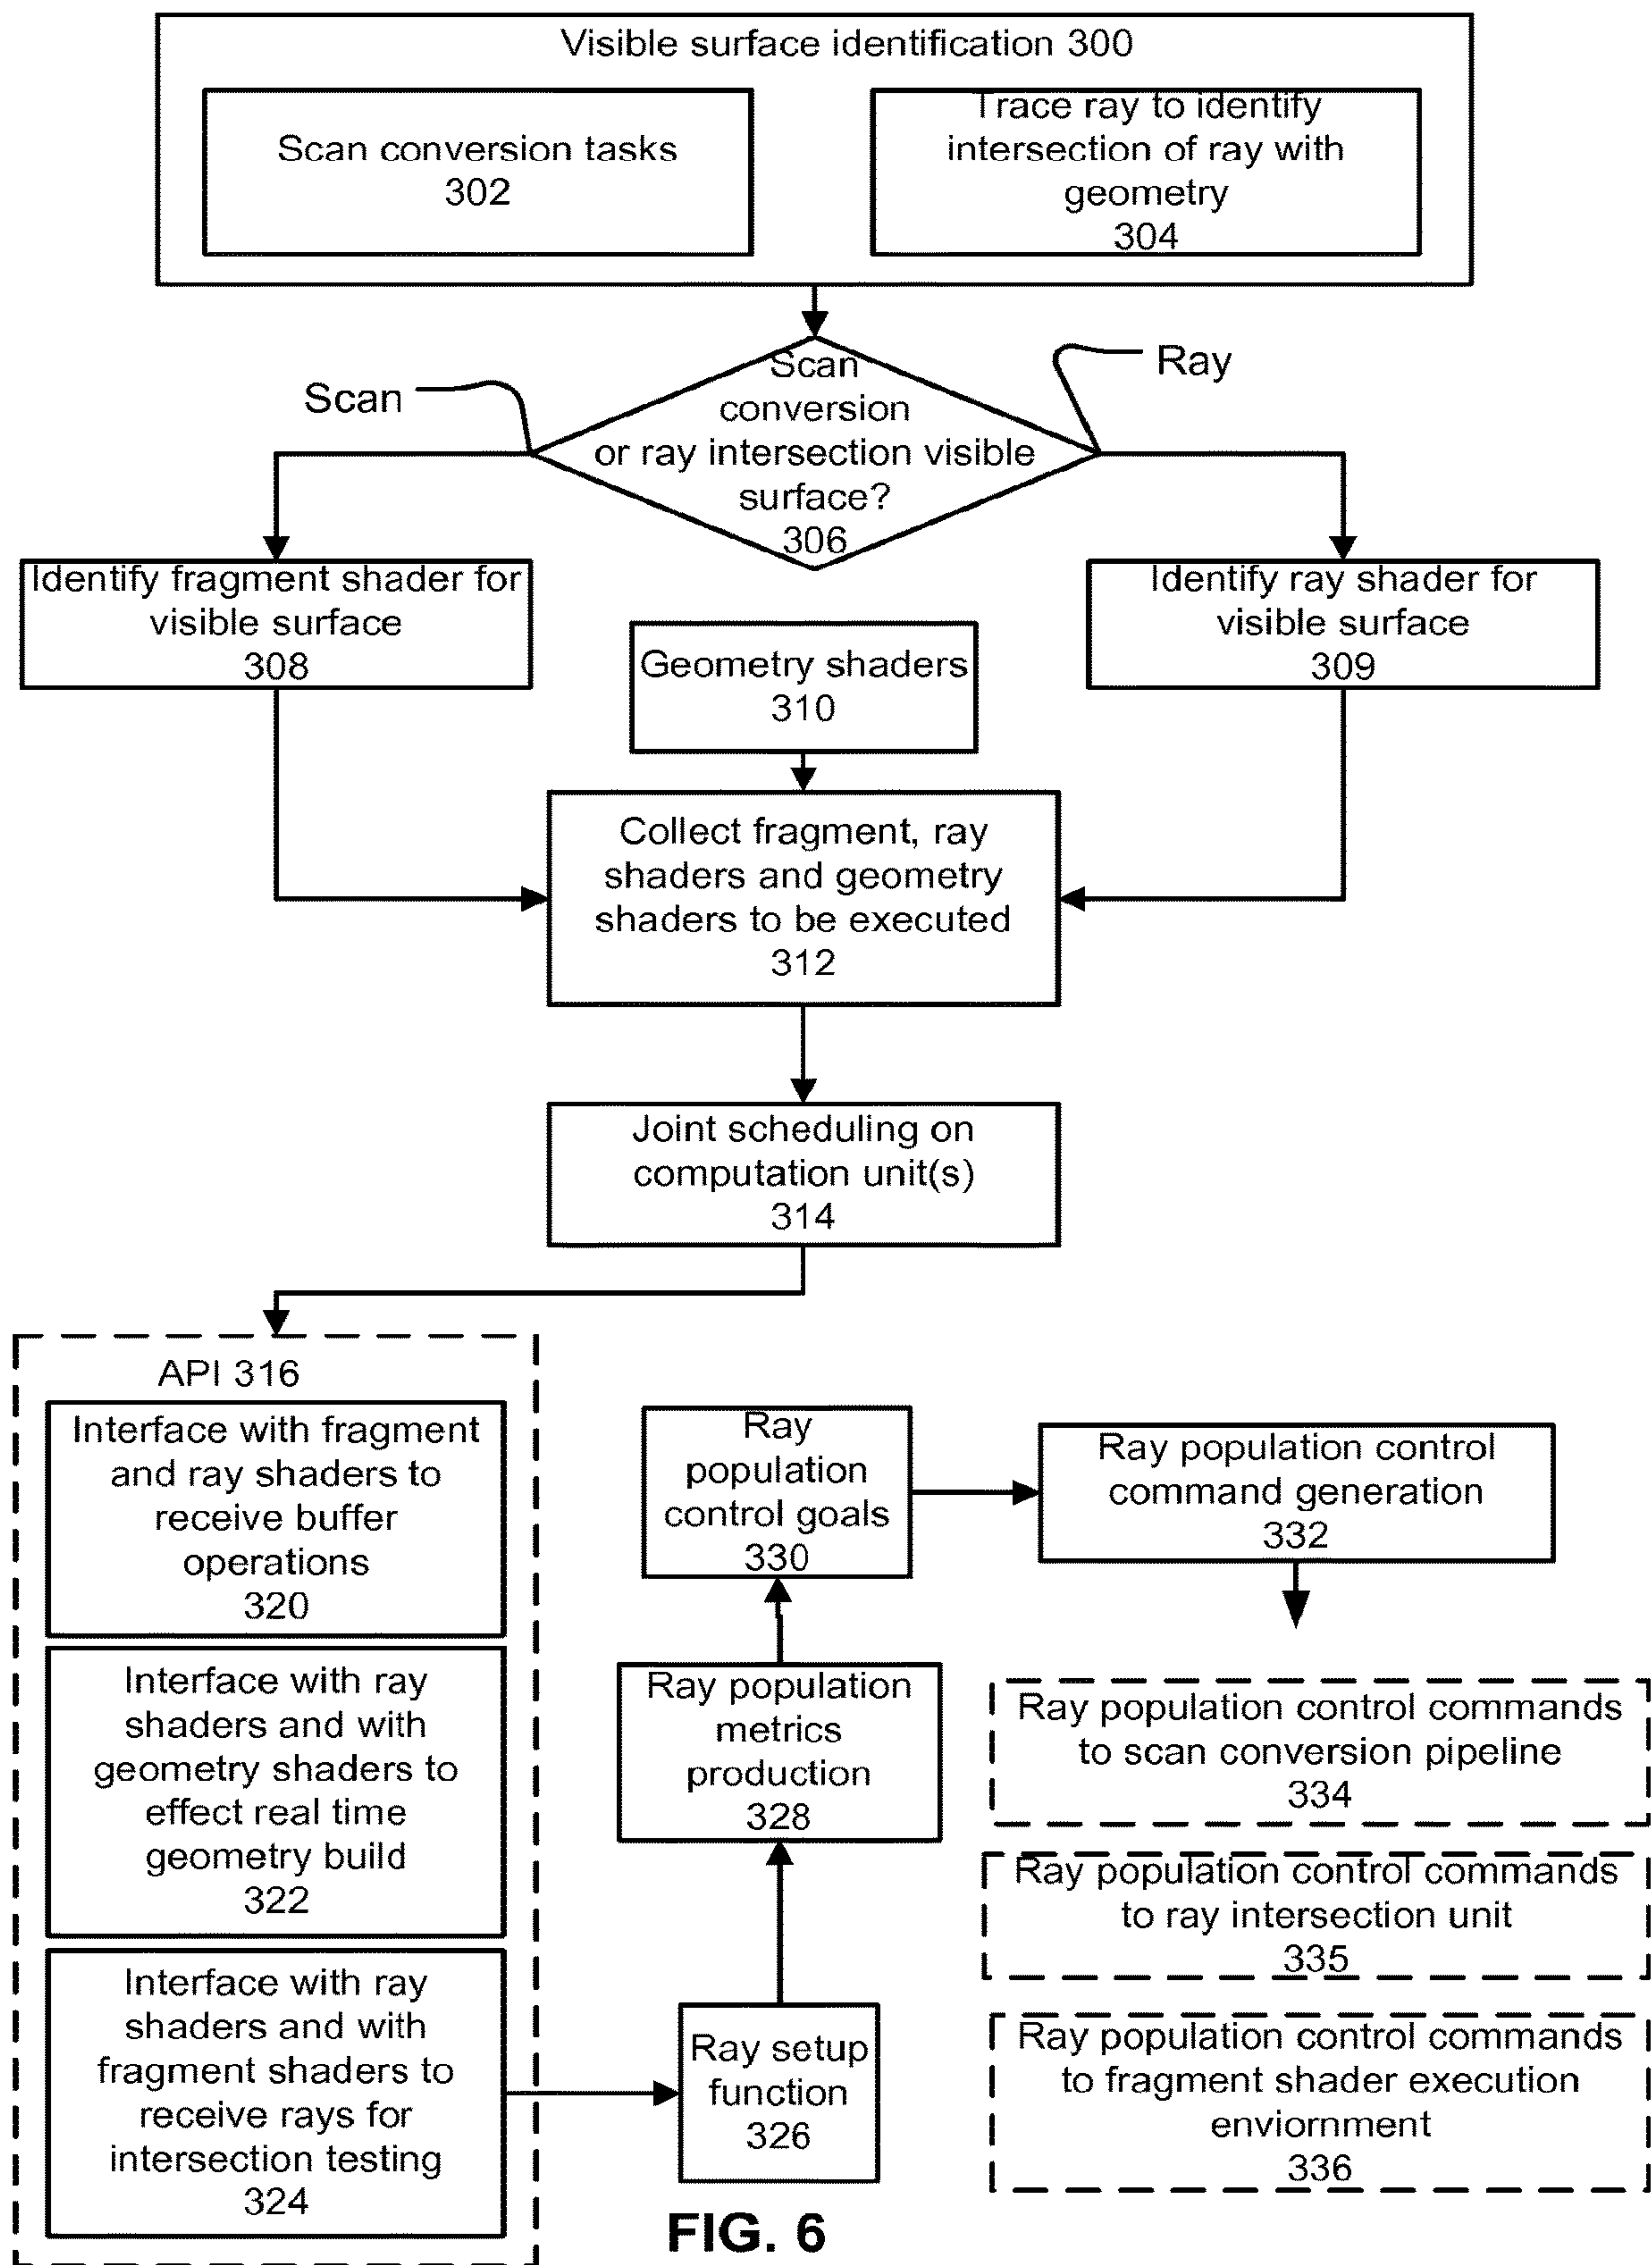 Visible surface identification 300
Scan conversion tasks
302
Trace ray to identify
intersection of ray with
geometry
304
Scan
Ray
Scan
conversion
or ray intersection visible
surface?
306
Identify fragment shader for
visible surface
308
Identify ray shader for
visible surface
309
Geometry shaders
310
Collect fragment, ray
shaders and geometry
shaders to be executed
312
Joint scheduling on
computation unit(s)
314
API 316
Interface with fragment
and ray shaders to
receive buffer
operations
320
Interface with ray
shaders and with
geometry shaders to
effect real time
geometry build
322
Interface with ray
shaders and with
fragment shaders to
receive rays for
intersection testing
324
Ray setup
function
326
Ray population
metrics
production
328
Ray
population
control goals
330
Ray population control
command generation
332
Ray population control commands
to scan conversion pipeline
334
Ray population control commands
to ray intersection unit
335
Ray population control commands
to fragment shader execution
enviornment
336
FIG. 6